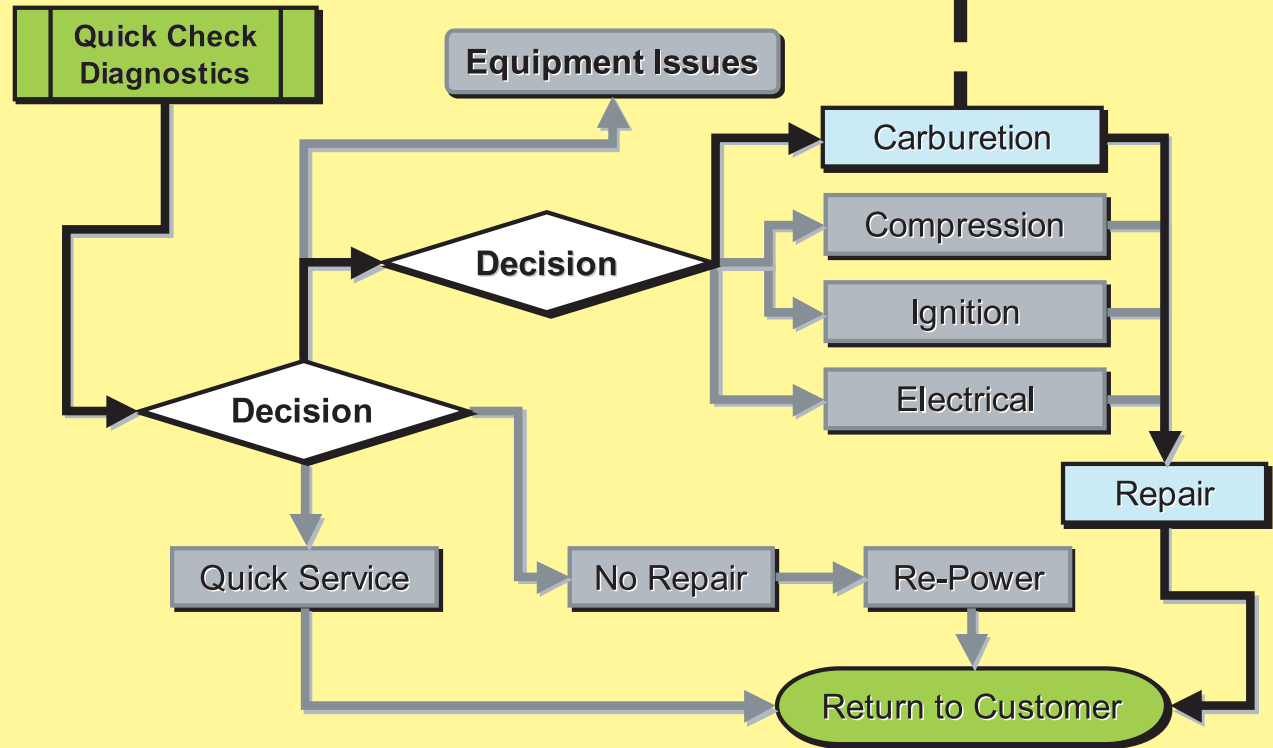 Quick Check
Diagnostics
Equipment Issues
Carburetion
Compression
Decision
Ignition
Electrical
Decision
Repair
Quick Service
No Repair
Re-Power
Return to Customer